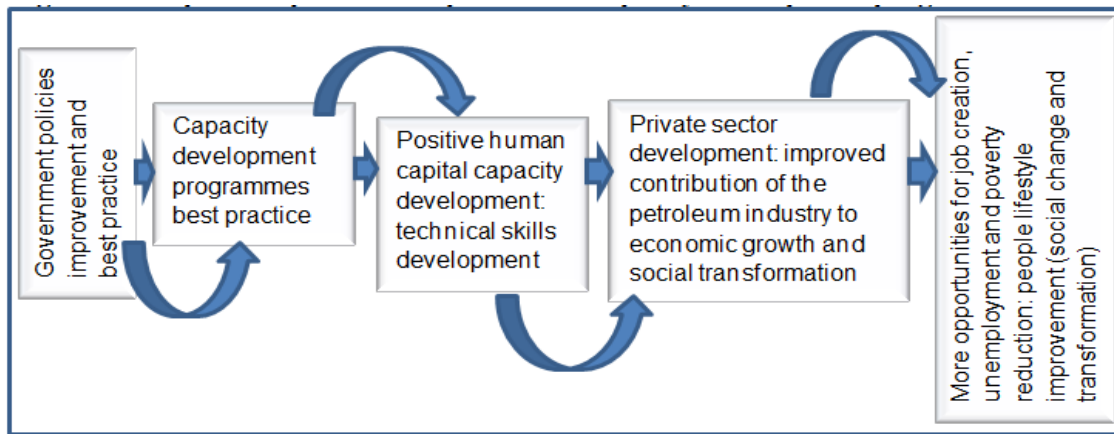 Government policies
improvement and
best practice
Capacity
development
programmes
best practice
Positive human
capital capacity
development:
technical skills
development
Private sector
development: improved
contribution of the
petroleum industry to
economic growth and
social transformation
More opportunities for job creation,
unemployment and poverty
reduction: people lifestyle
improvement (social change and
transformation)